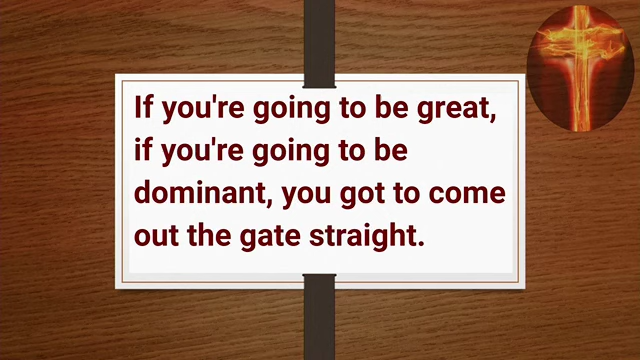 If you're going to be great,
if you're going to be
dominant, you got to come
out the gate straight.